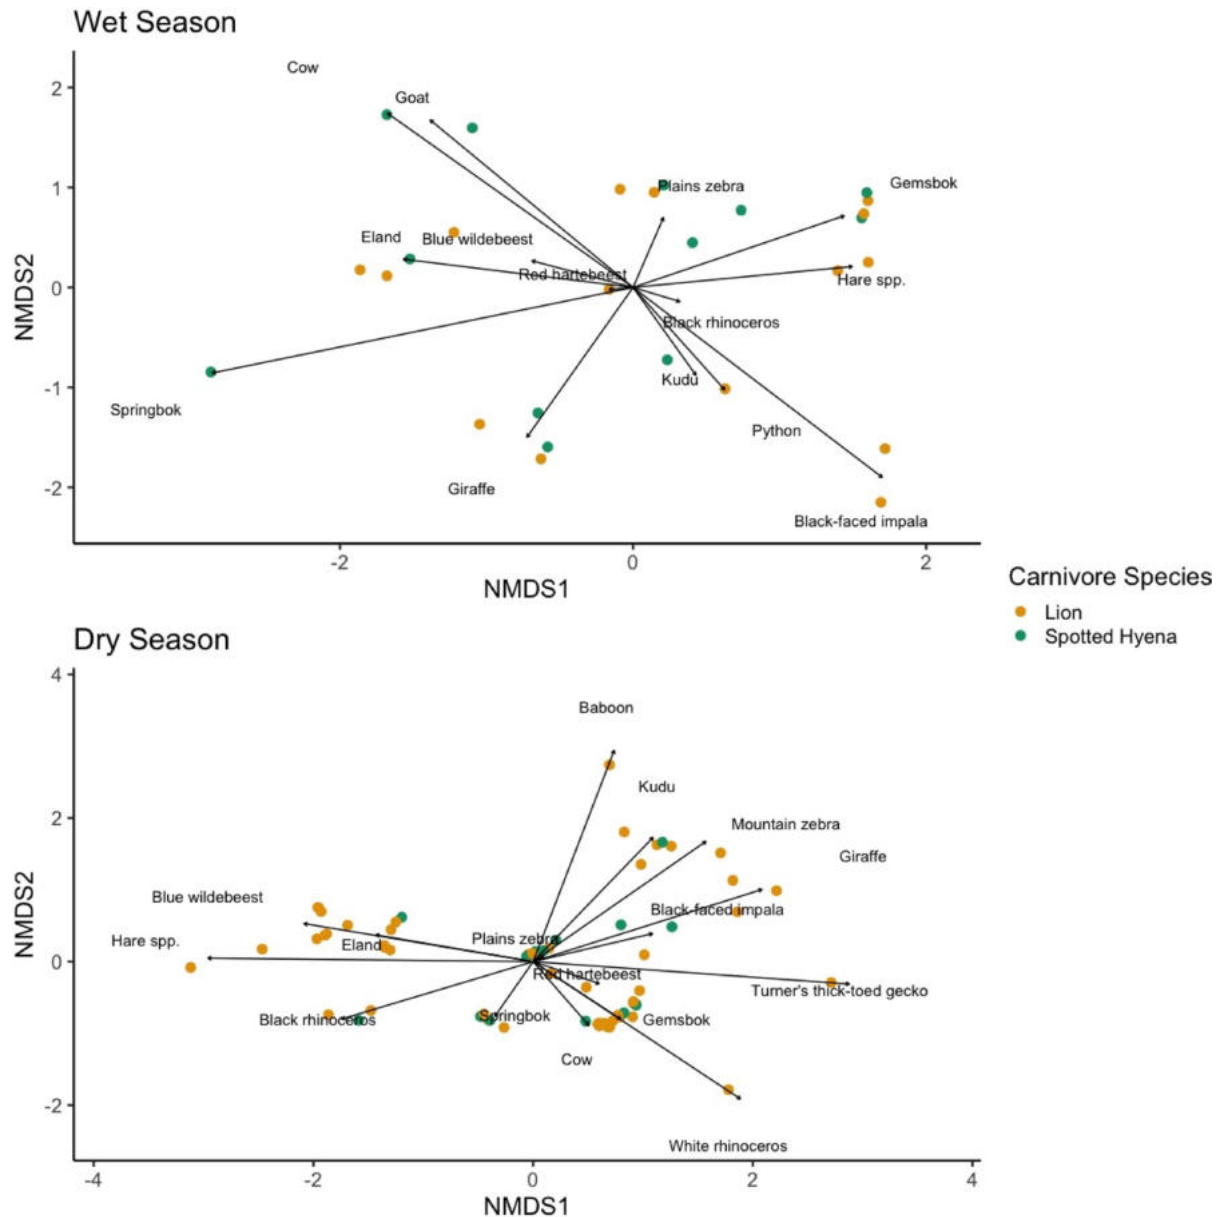 Wet Season
Cow
Goat
Plains zebra
Gemsbok
Eland
Blue wildebeest
Red hartebeest
Hare spp.
Black rhinoceros
Kudu
Springbok
Python
Giraffe
Black-faced impala
2
1
0
-1
-2
NMDS2
-2
0
2
NMDS1
Carnivore Species
Lion
Spotted Hyena
Dry Season
Baboon
Kudu
Mountain zebra
Giraffe
Blue wildebeest
Black-faced impala
Hare spp.
Eland
Plains zebra
Red hartebeest
Turner's thick-toed gecko
Black rhinoceros
Springbok
Gemsbok
Cow
White rhinoceros
4
2
0
-2
NMDS2
-4
-2
0
2
4
NMDS1